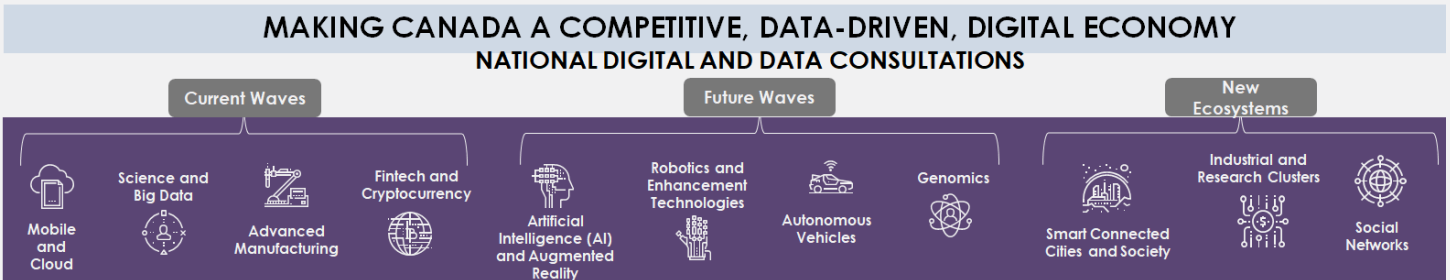 MAKING CANADA A COMPETITIVE, DATA-DRIVEN, DIGITAL ECONOMY
NATIONAL DIGITAL AND DATA CONSULTATIONS
Current Waves
Mobile
and
Cloud
Science and
Big Data
Advanced
Manufacturing
Fintech and
Cryptocurrency
Future Waves
Artificial
Intelligence (AI)
and Augmented
Reality
Robotics and
Enhancement
Technologies
Autonomous
Vehicles
Genomics
New
Ecosystems
Smart Connected
Cities and Society
Industrial and
Research Clusters
Social
Networks